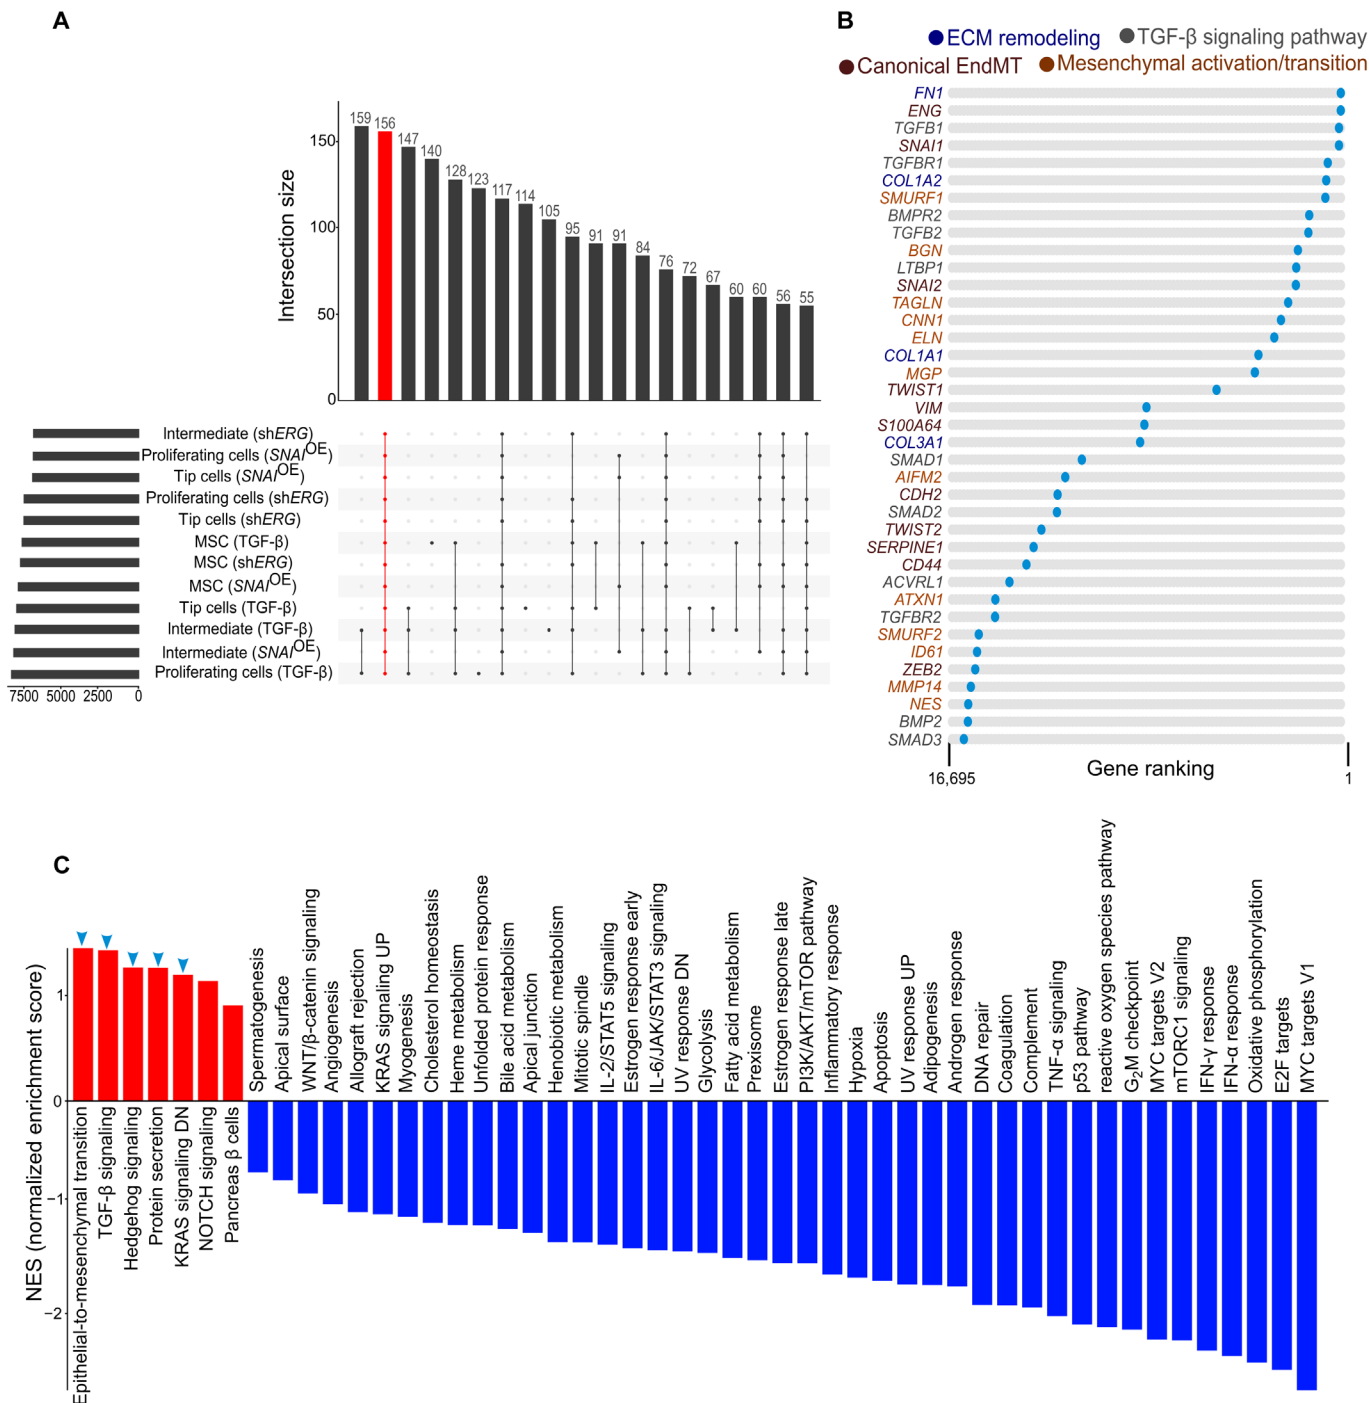 A
Intersection size
150
100
50
0
159
156
147
140
128
123
117
114
105
95
91
91
84
76
72
67
60
60
56
55
Intermediate (shERG)
Proliferating cells (SNAI^OE)
Tip cells (SNAI^OE)
Proliferating cells (shERG)
Tip cells (shERG)
MSC (TGF-β)
MSC (shERG)
MSC (SNAI^OE)
Tip cells (TGF-β)
Intermediate (TGF-β)
Intermediate (SNAI^OE)
Proliferating cells (TGF-β)
7500 5000 2500 0
B
ECM remodeling TGF-β signaling pathway
Canonical EndMT Mesenchymal activation/transition
FN1
ENG
TGFB1
SNAI1
TGFBR1
COL1A2
SMURF1
BMPR2
TGFB2
BGN
LTBP1
SNAI2
TAGLN
CNN1
ELN
COL1A1
MGP
TWIST1
VIM
S100A64
COL3A1
SMAD1
AIFM2
CDH2
SMAD2
TWIST2
SERPINE1
CD44
ACVRL1
ATXN1
TGFBR2
SMURF2
ID61
ZEB2
MMP14
NES
BMP2
SMAD3
16,695 Gene ranking 1
C
NES (normalized enrichment score)
1
0
−1
−2
Epithelial-to-mesenchymal transition
TGF-β signaling
Hedgehog signaling
Protein secretion
KRAS signaling DN
NOTCH signaling
Pancreas β cells
Spermatogenesis
Apical surface
WNT/β-catenin signaling
Angiogenesis
Allograft rejection
KRAS signaling UP
Myogenesis
Cholesterol homeostasis
Heme metabolism
Unfolded protein response
Bile acid metabolism
Apical junction
Henobiotic metabolism
Mitotic spindle
IL-2/STAT5 signaling
Estrogen response early
IL-6/JAK/STAT3 signaling
UV response DN
Glycolysis
Fatty acid metabolism
Prexisome
Estrogen response late
PI3K/AKT/mTOR pathway
Inflammatory response
Hypoxia
Apoptosis
UV response UP
Adipogenesis
Androgen response
DNA repair
Coagulation
Complement
TNF-α signaling
p53 pathway
reactive oxygen species pathway
G₂M checkpoint
MYC targets V2
mTORC1 signaling
IFN-γ response
IFN-α response
Oxidative phosphorylation
E2F targets
MYC targets V1